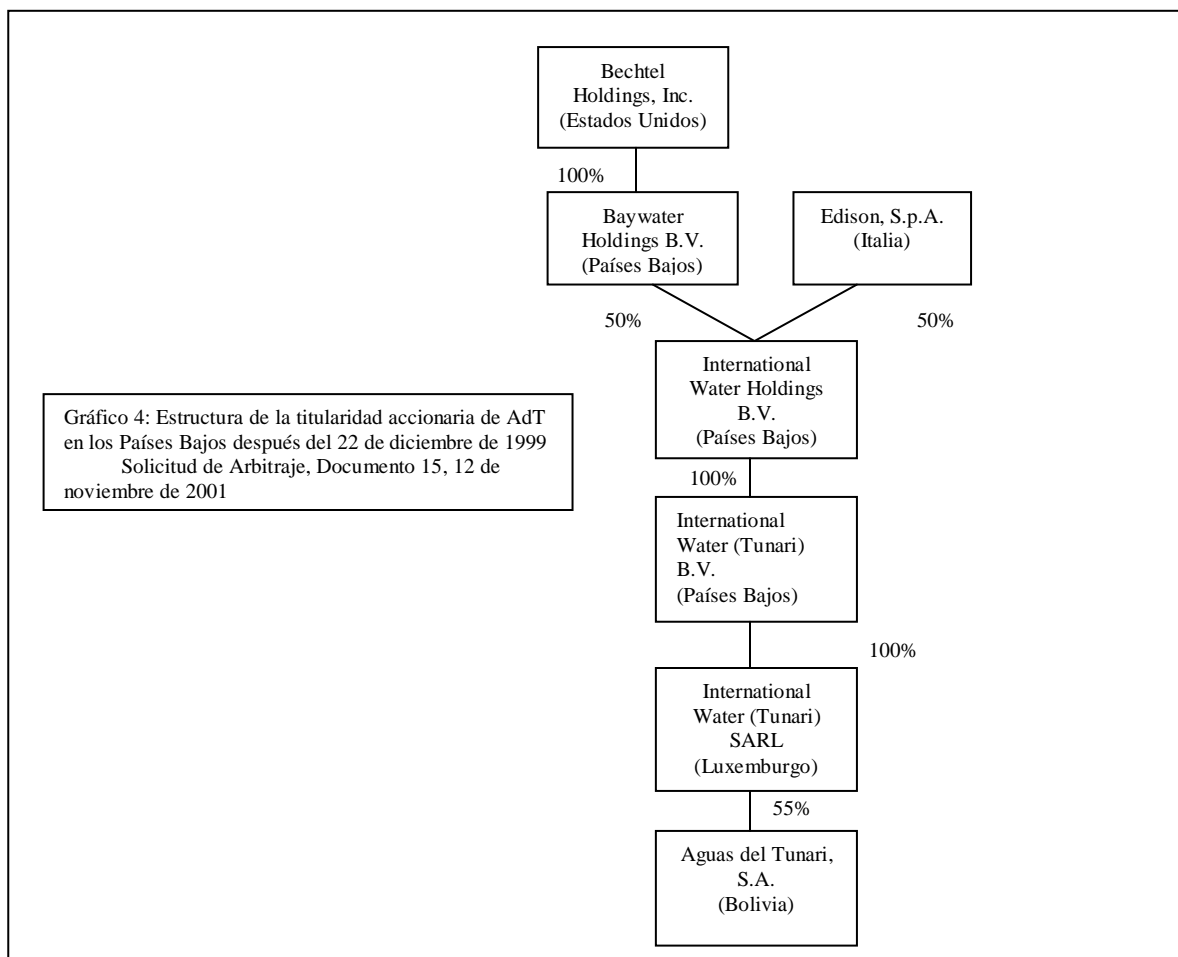 Bechtel
Holdings, Inc.
(Estados Unidos)
100%
Baywater
Holdings B.V.
(Países Bajos)
Edison, S.p.A.
(Italia)
50%
50%
International
Water Holdings
B.V.
(Países Bajos)
Gráfico 4: Estructura de la titularidad accionaria de AdT
en los Países Bajos después del 22 de diciembre de 1999
Solicitud de Arbitraje, Documento 15, 12 de
noviembre de 2001
100%
International
Water (Tunari)
B.V.
(Países Bajos)
100%
International
Water (Tunari)
SARL
(Luxemburgo)
55%
Aguas del Tunari,
S.A.
(Bolivia)